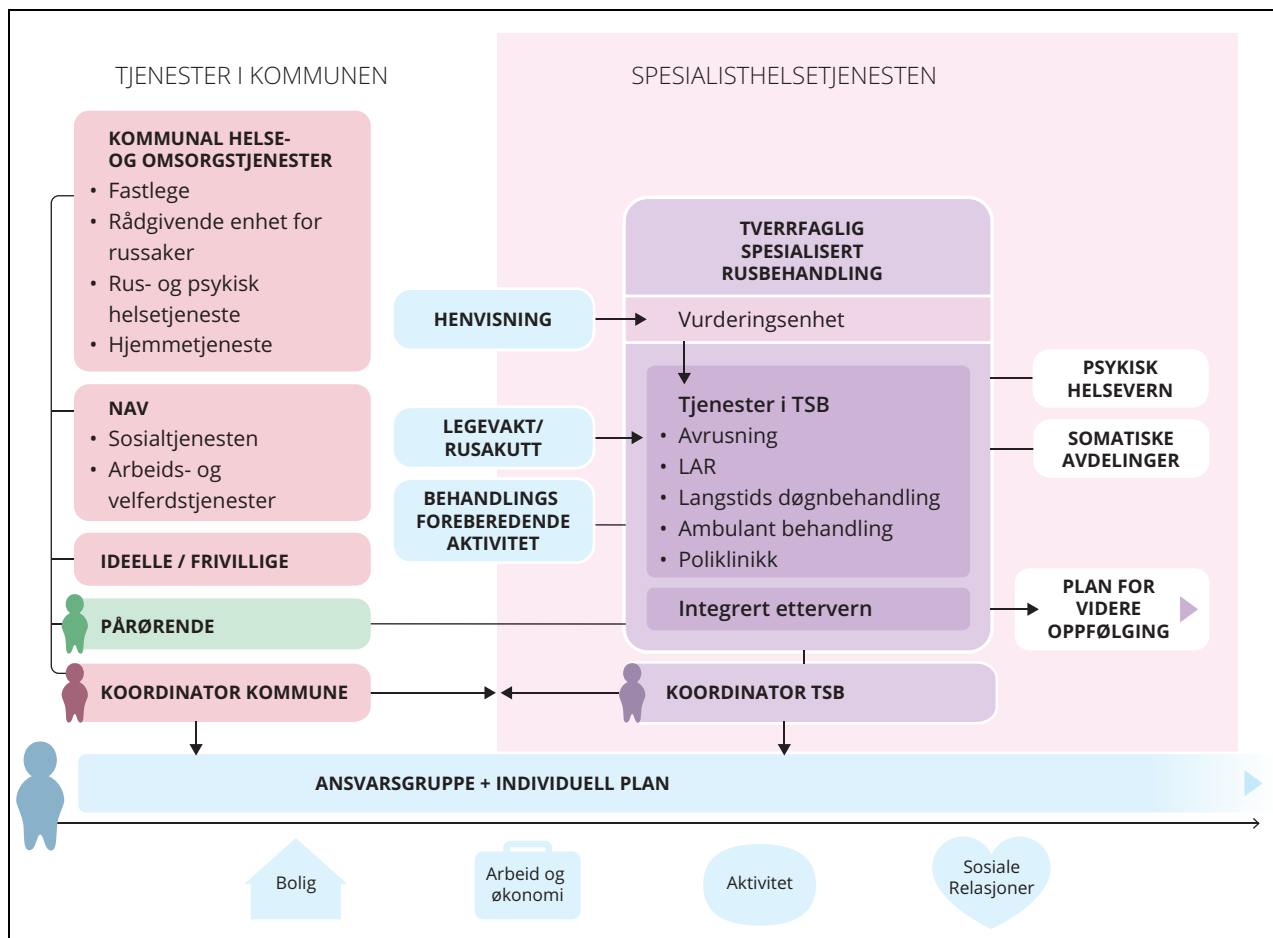 TJENESTER I KOMMUNEN
SPESIALISTHELSETJENESTEN
KOMMUNAL HELSE-
OG OMSORGSTJENESTER
• Fastlege
• Rådgivende enhet for
russaker
• Rus- og psykisk
helsetjeneste
• Hjemmetjeneste
NAV
• Sosialtjenesten
• Arbeids- og
velferdstjenester
IDEELLE / FRIVILLIGE
PÅRØRENDE
KOORDINATOR KOMMUNE
HENVISNING
LEGEVAKT/
RUSAKUTT
BEHANDLINGS
FOREBEREDENDE
AKTIVITET
TVERRFAGLIG
SPESIALISERT
RUSBEHANDLING
Vurderingsenhet
Tjenester i TSB
• Avrusning
• LAR
• Langstids døgnbehandling
• Ambulant behandling
• Poliklinikk
Integrert ettervern
KOORDINATOR TSB
PSYKISK
HELSEVERN
SOMATISKE
AVDELINGER
PLAN FOR
VIDERE
OPPFØLGING
ANSVARSGRUPPE + INDIVIDUELL PLAN
Bolig
Arbeid og
økonomi
Aktivitet
Sosiale
Relasjoner